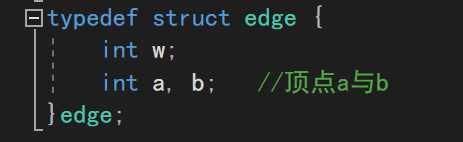 typedef struct edge {
int w;
int a, b; //顶点a与b
}edge;